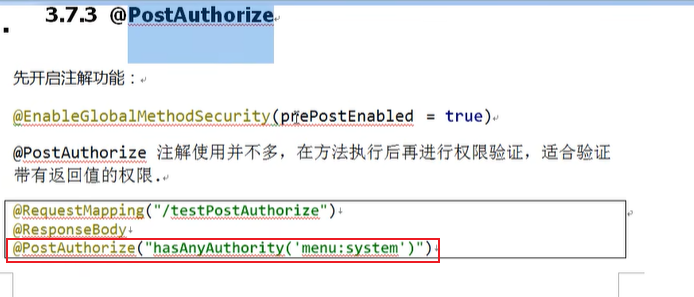 3.7.3 @PostAuthorize
先开启注解功能：
@EnableGlobalMethodSecurity(prePostEnabled = true)
@PostAuthorize 注解使用并不多，在方法执行后再进行权限验证，适合验证
带有返回值的权限.
@RequestMapping("/testPostAuthorize")
@ResponseBody
@PostAuthorize("hasAnyAuthority('menu:system')")